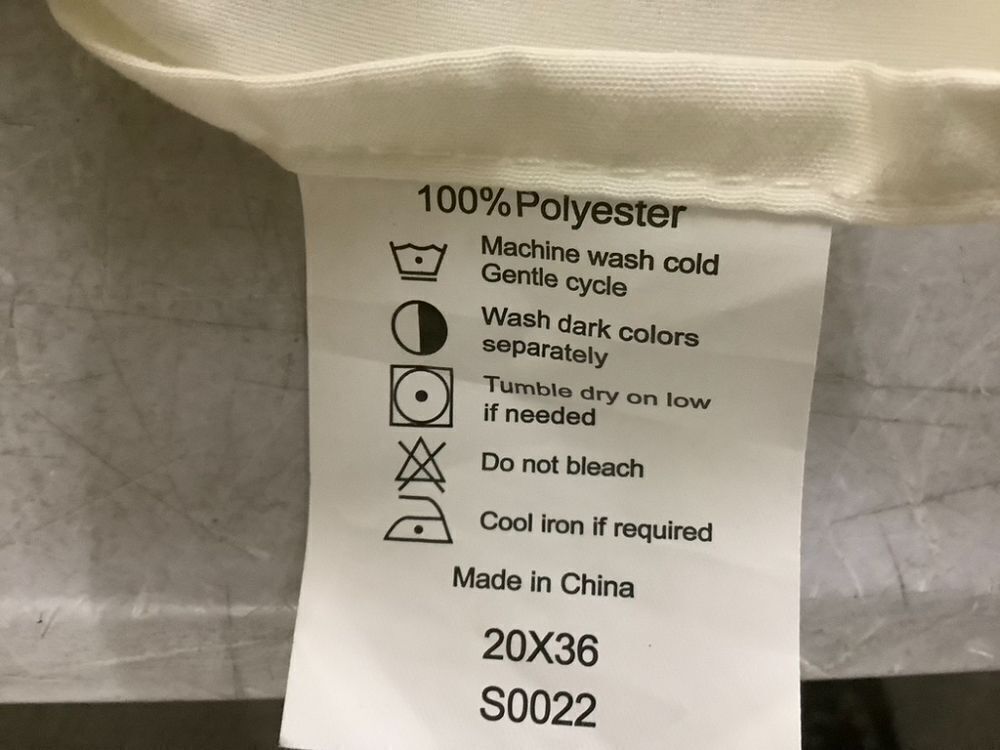 100% Polyester
Machine wash cold
Gentle cycle
Wash dark colors
separately
Tumble dry on low
if needed
Do not bleach
Cool iron if required
Made in China
20X36
S0022